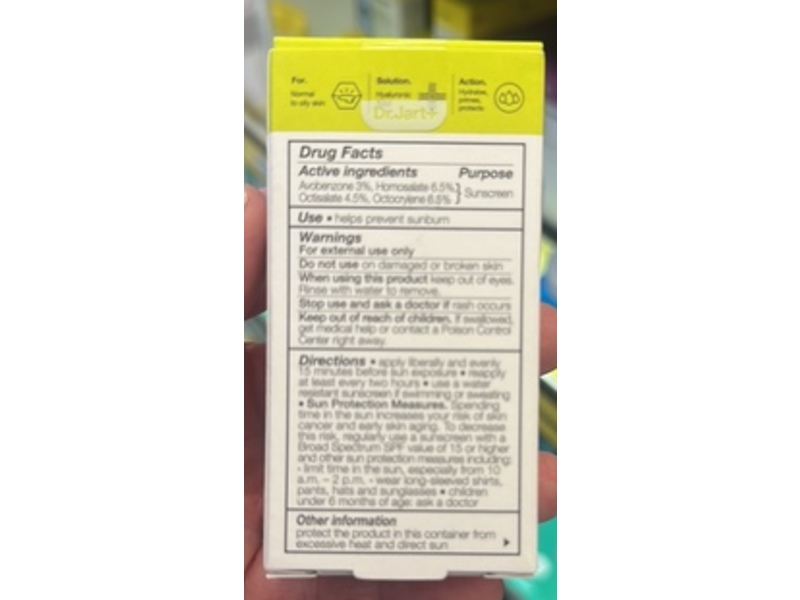 For.
Normal
to oily skin
Solution.
Hyaluronic
Action.
Hydrates,
primes,
protects
Dr.Jart+
Drug Facts
Active ingredients Purpose
Avobenzone 3%, Homosalate 6.5% } Sunscreen
Octisalate 4.5%, Octocrylene 6.5%
Use • helps prevent sunburn
Warnings
For external use only
Do not use on damaged or broken skin
When using this product keep out of eyes.
Rinse with water to remove.
Stop use and ask a doctor if rash occurs
Keep out of reach of children. If swallowed,
get medical help or contact a Poison Control
Center right away.
Directions • apply liberally and evenly
15 minutes before sun exposure • reapply
at least every two hours • use a water
resistant sunscreen if swimming or sweating
• Sun Protection Measures. Spending
time in the sun increases your risk of skin
cancer and early skin aging. To decrease
this risk, regularly use a sunscreen with a
Broad Spectrum SPF value of 15 or higher
and other sun protection measures including:
- limit time in the sun, especially from 10
a.m. – 2 p.m. - wear long-sleeved shirts,
pants, hats and sunglasses • children
under 6 months of age: ask a doctor
Other information
protect the product in this container from
excessive heat and direct sun